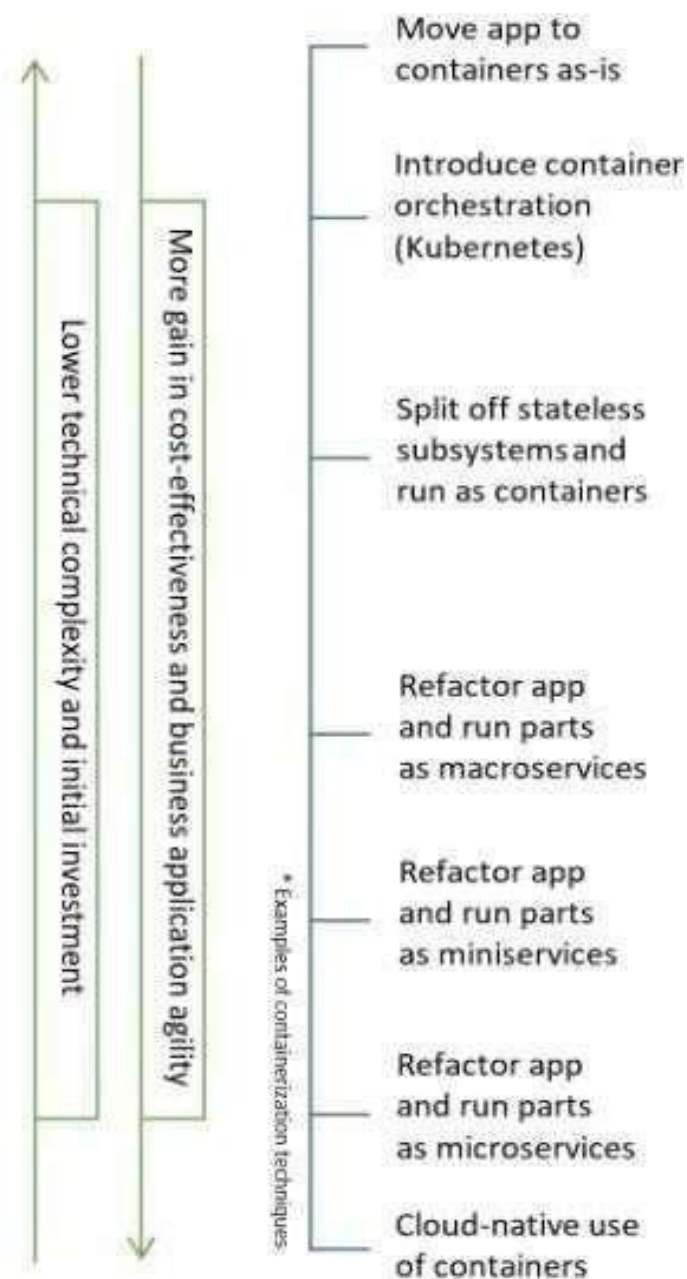 Lower technical complexity and initial investment
More gain in cost-effectiveness and business application agility
* Examples of containerization techniques
Move app to
containers as-is
Introduce container
orchestration
(Kubernetes)
Split off stateless
subsystems and
run as containers
Refactor app
and run parts
as macroservices
Refactor app
and run parts
as miniservices
Refactor app
and run parts
as microservices
Cloud-native use
of containers